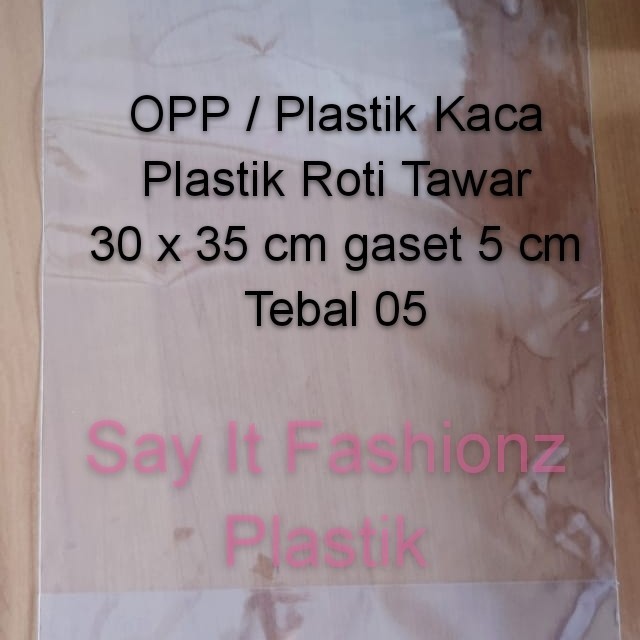 OPP / Plastik Kaca
Plastik Roti Tawar
30 x 35 cm gaset 5 cm
Tebal 05
Say It Fashionz
Plastik